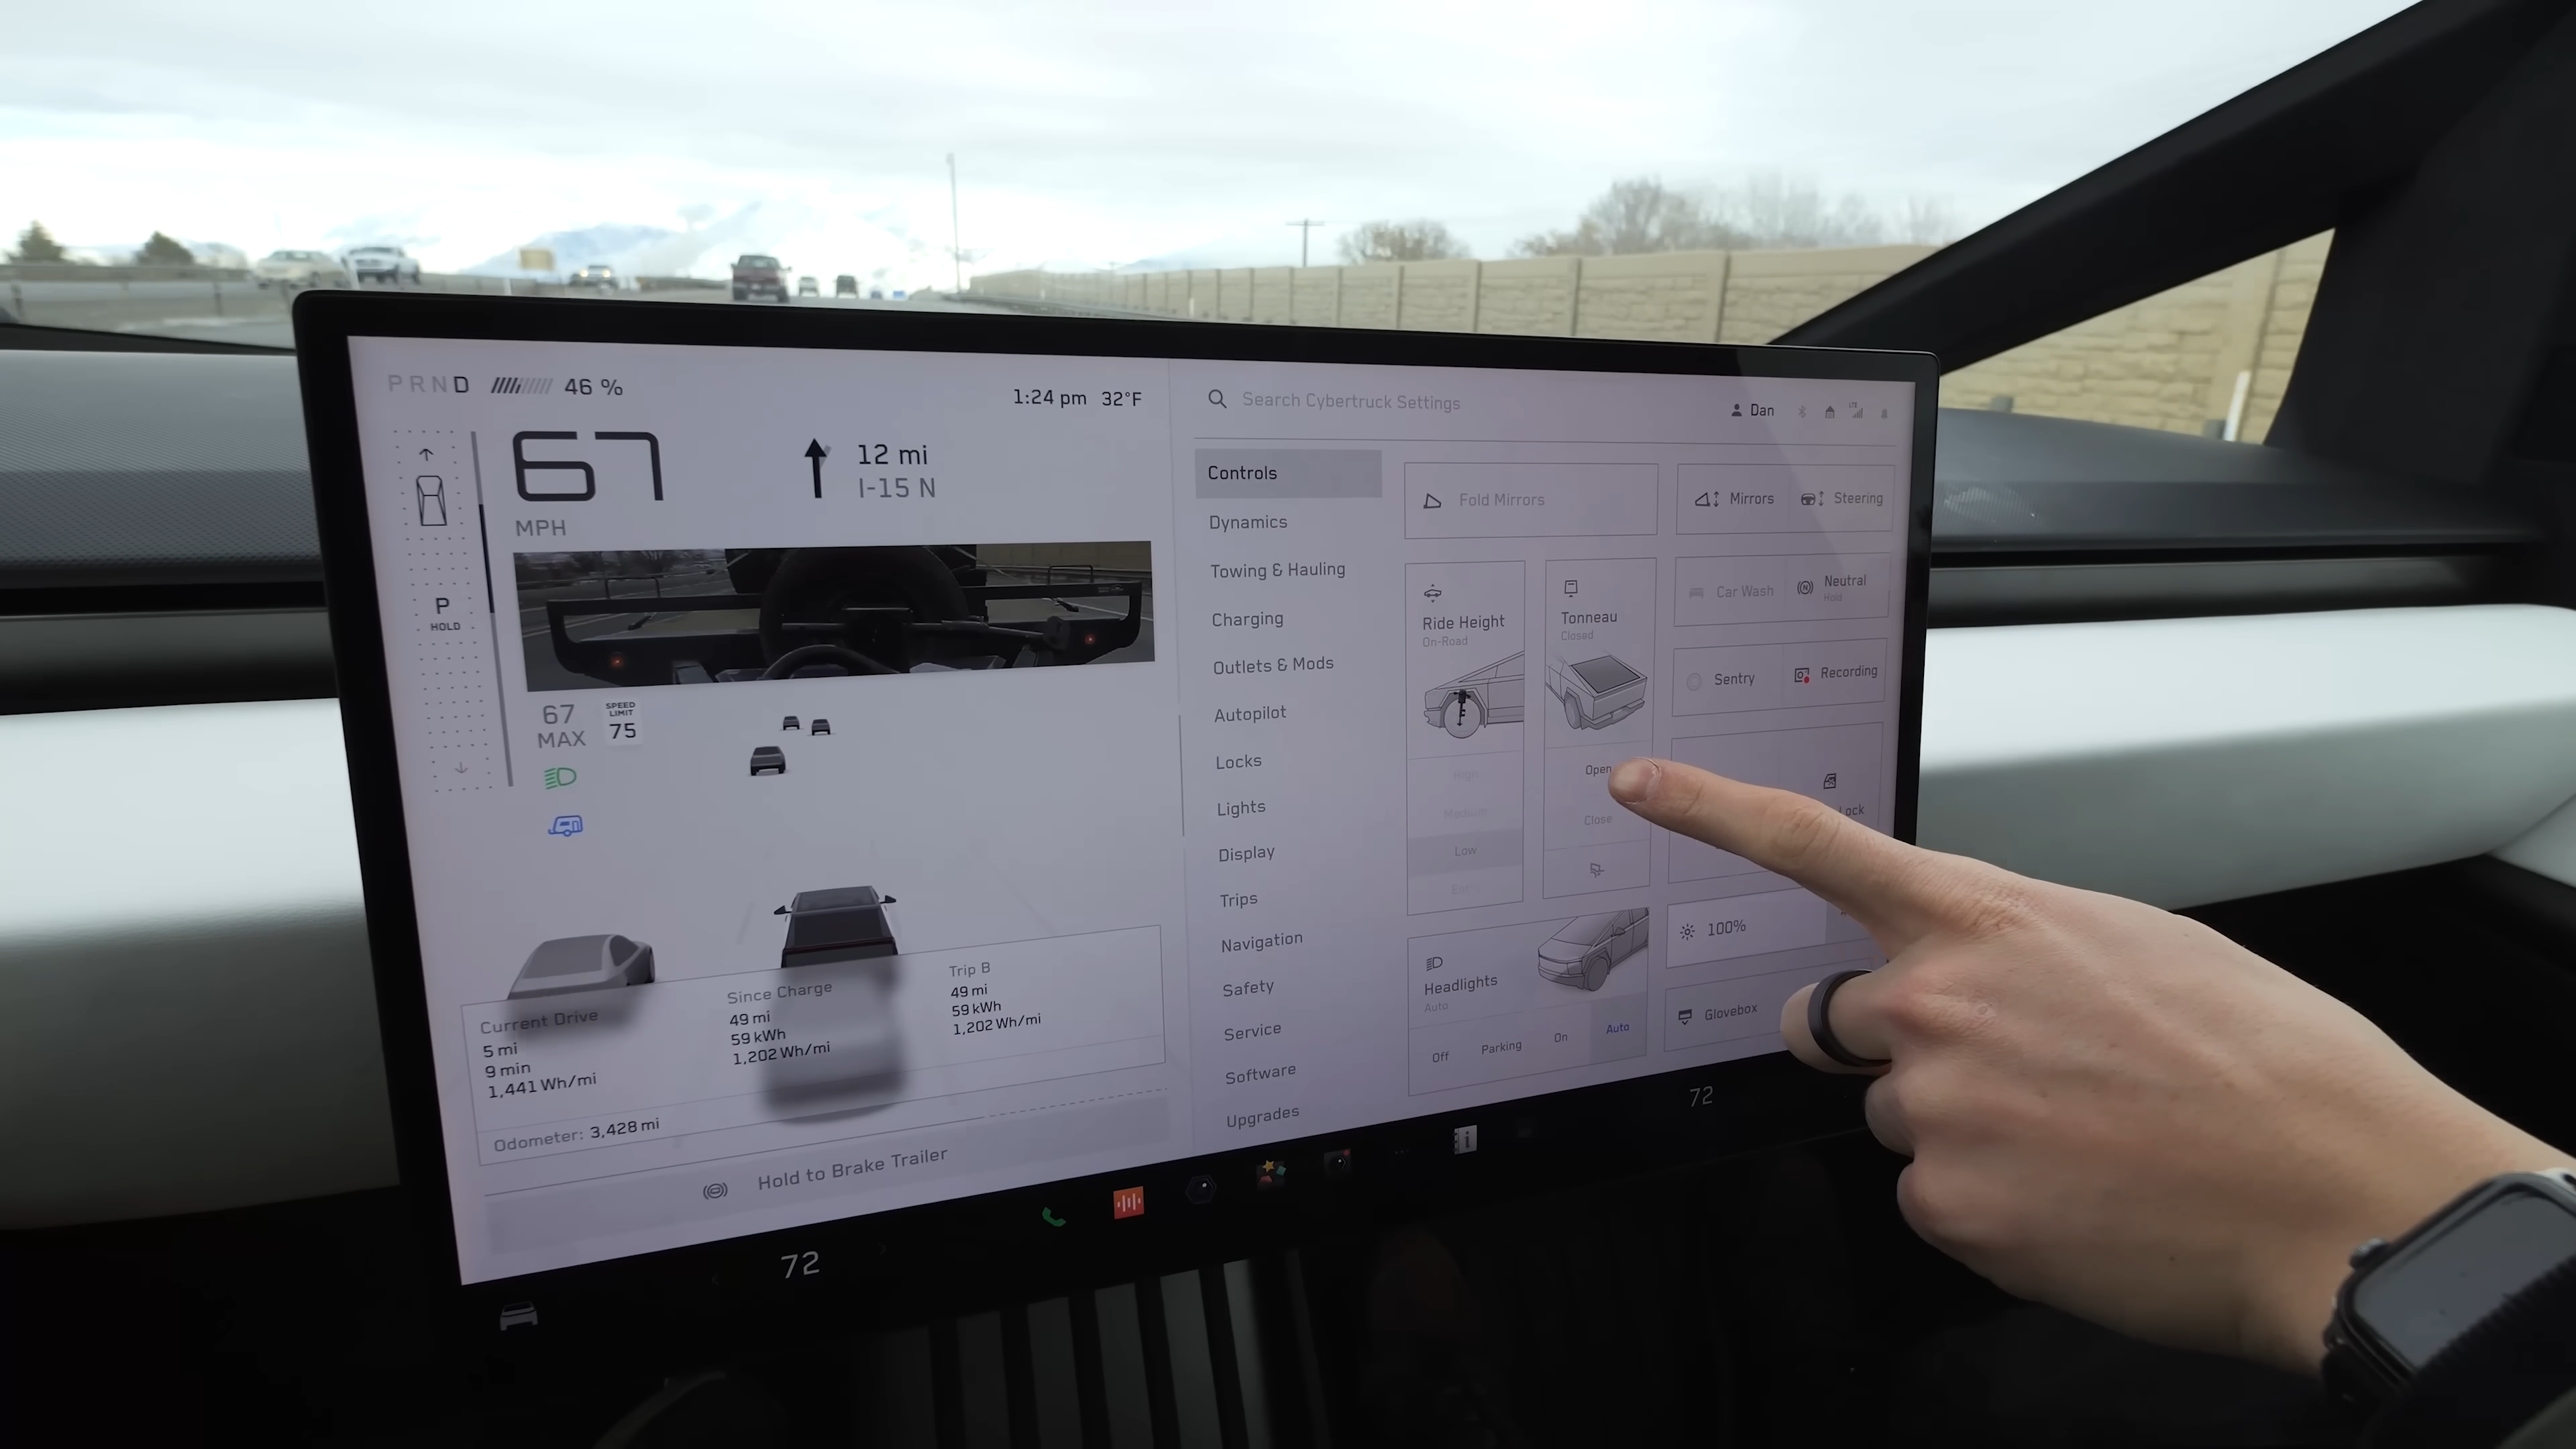 PRND
46 %
1:24 pm 32°F
67
MPH
12 mi
I-15 N
P
HOLD
67
MAX
SPEED
LIMIT
75
Current Drive
5 mi
9 min
1,441 Wh/mi
Since Charge
49 mi
59 kWh
1,202 Wh/mi
Trip B
49 mi
59 kWh
1,202 Wh/mi
Odometer: 3,428 mi
Hold to Brake Trailer
Search Cybertruck Settings
Dan
LTE
Controls
Dynamics
Towing & Hauling
Charging
Outlets & Mods
Autopilot
Locks
Lights
Display
Trips
Navigation
Safety
Service
Software
Upgrades
Fold Mirrors
Mirrors
Steering
Ride Height
On-Road
High
Medium
Low
Entry
Tonneau
Closed
Open
Close
Car Wash
Neutral
Hold
Sentry
Recording
Lock
Headlights
Auto
Off
Parking
On
Auto
100%
Glovebox
72
72